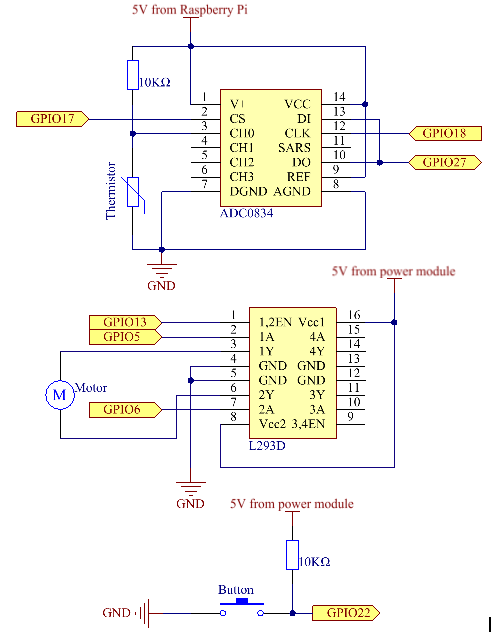 5V from Raspberry Pi
10KΩ
1 V+ VCC 14
GPIO17 2 CS DI 13
3 CH0 CLK 12 GPIO18
4 CH1 SARS 11
5 CH2 DO 10 GPIO27
6 CH3 REF 9
7 DGND AGND 8
Thermistor
ADC0834
GND
5V from power module
GPIO13 1 1,2EN Vcc1 16
GPIO5 2 1A 4A 15
3 1Y 4Y 14
4 GND GND 13
5 GND GND 12
M Motor
6 2Y 3Y 11
GPIO6 7 2A 3A 10
8 Vcc2 3,4EN 9
L293D
GND
5V from power module
10KΩ
Button
GND
GPIO22